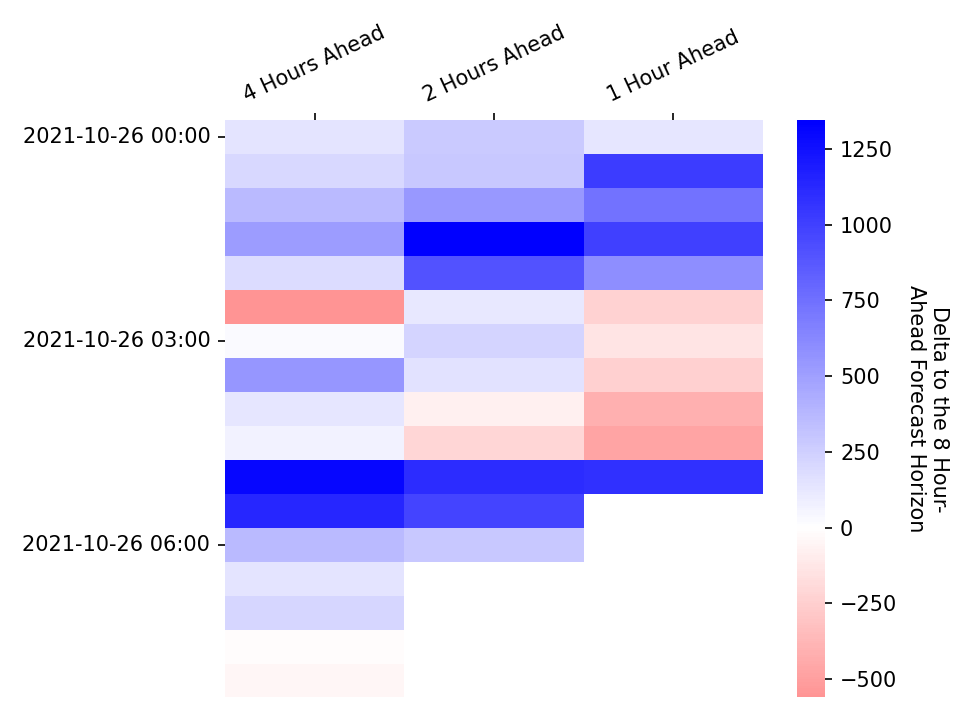 4 Hours Ahead
2 Hours Ahead
1 Hour Ahead
2021-10-26 00:00
2021-10-26 03:00
2021-10-26 06:00
1250
1000
750
500
250
0
−250
−500
Delta to the 8 Hour-
Ahead Forecast Horizon